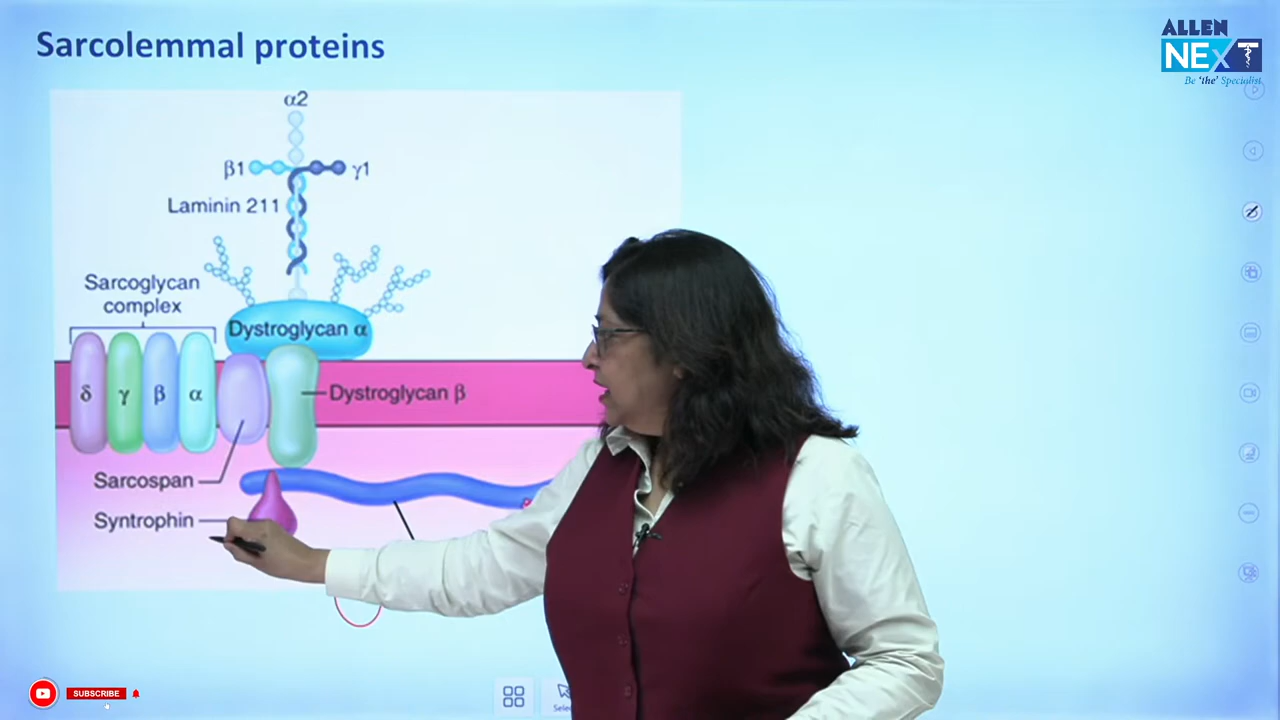 Sarcolemmal proteins
ALLEN
NEXT
Be 'the' Specialist
α2
β1
γ1
Laminin 211
Sarcoglycan
complex
Dystroglycan α
δ
γ
β
α
Dystroglycan β
Sarcospan
Syntrophin
SUBSCRIBE